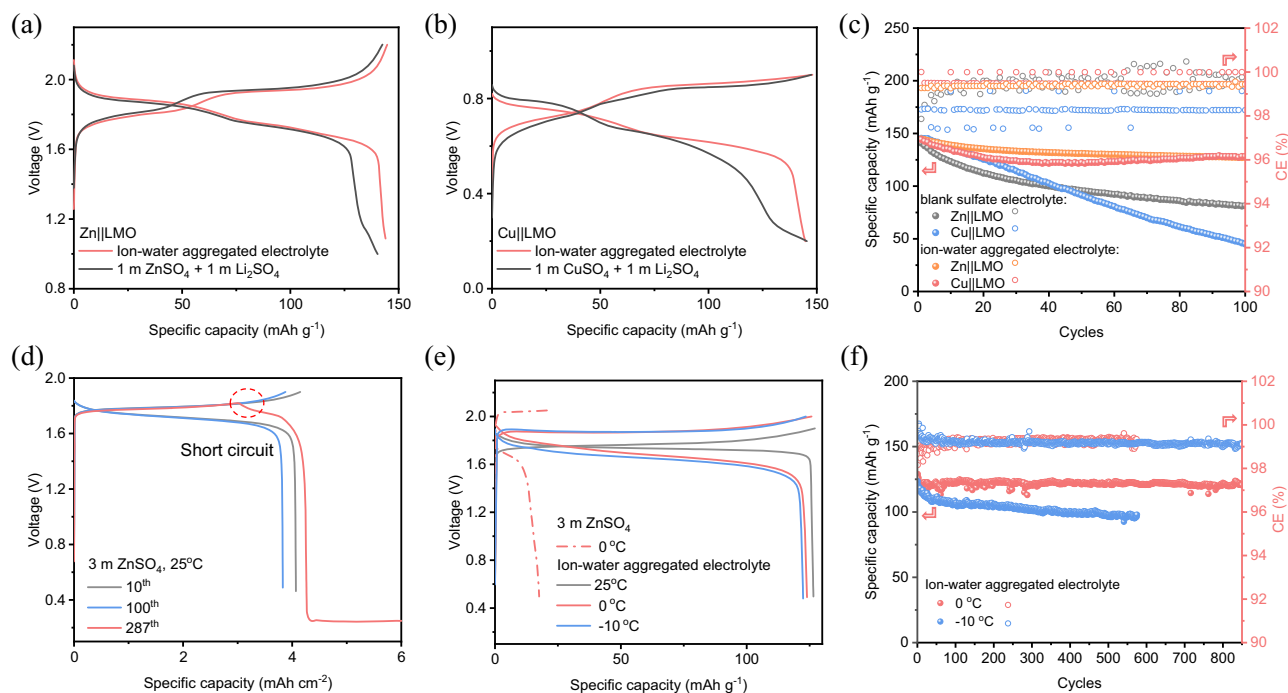 (a)
2.0
1.6
1.2
0.8
Voltage (V)
Zn||LMO
Ion-water aggregated electrolyte
1 m ZnSO₄ + 1 m Li₂SO₄
0 50 100 150
Specific capacity (mAh g⁻¹)
(b)
0.8
0.4
0.0
Voltage (V)
Cu||LMO
Ion-water aggregated electrolyte
1 m CuSO₄ + 1 m Li₂SO₄
0 50 100 150
Specific capacity (mAh g⁻¹)
(c)
250
200
150
100
50
0
Specific capacity (mAh g⁻¹)
blank sulfate electrolyte:
Zn||LMO
Cu||LMO
ion-water aggregated electrolyte:
Zn||LMO
Cu||LMO
102
100
98
96
94
92
90
CE (%)
0 20 40 60 80 100
Cycles
(d)
2.0
1.6
1.2
0.8
0.4
Voltage (V)
Short circuit
3 m ZnSO₄, 25°C
10ᵗʰ
100ᵗʰ
287ᵗʰ
0 2 4 6
Specific capacity (mAh cm⁻²)
(e)
2.0
1.6
1.2
0.8
0.4
Voltage (V)
3 m ZnSO₄
0 °C
Ion-water aggregated electrolyte
25°C
0 °C
-10 °C
0 50 100
Specific capacity (mAh g⁻¹)
(f)
200
150
100
50
0
Specific capacity (mAh g⁻¹)
Ion-water aggregated electrolyte
0 °C
-10 °C
102
100
98
96
94
92
90
CE (%)
0 100 200 300 400 500 600 700 800
Cycles